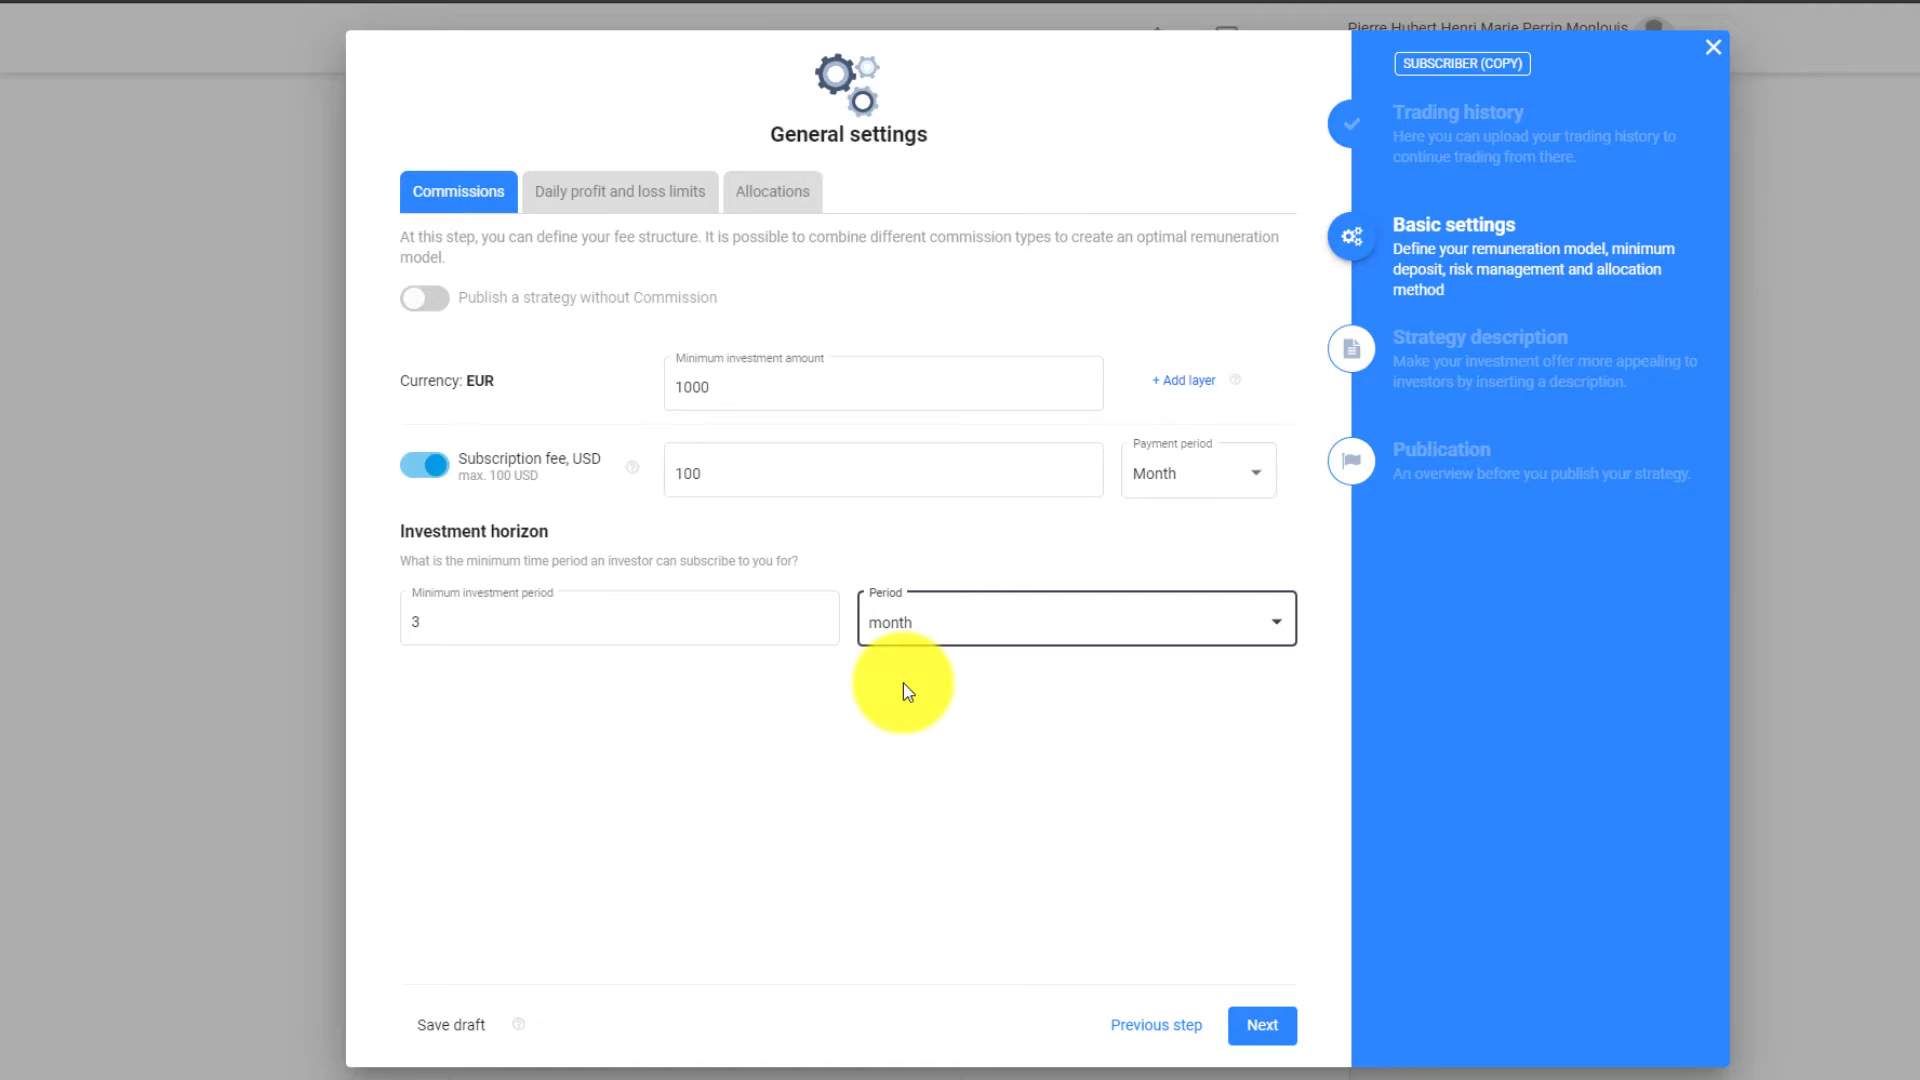 Pierre Hubert Henri Marie Perrin Monlouis
SUBSCRIBER (COPY)
General settings
Commissions
Daily profit and loss limits
Allocations
At this step, you can define your fee structure. It is possible to combine different commission types to create an optimal remuneration
model.
Publish a strategy without Commission
Currency: EUR
Minimum investment amount
1000
+ Add layer
Subscription fee, USD
max. 100 USD
100
Payment period
Month
Investment horizon
What is the minimum time period an investor can subscribe to you for?
Minimum investment period
3
Period
month
Save draft
Previous step
Next
Trading history
Here you can upload your trading history to
continue trading from there.
Basic settings
Define your remuneration model, minimum
deposit, risk management and allocation
method
Strategy description
Make your investment offer more appealing to
investors by inserting a description.
Publication
An overview before you publish your strategy.